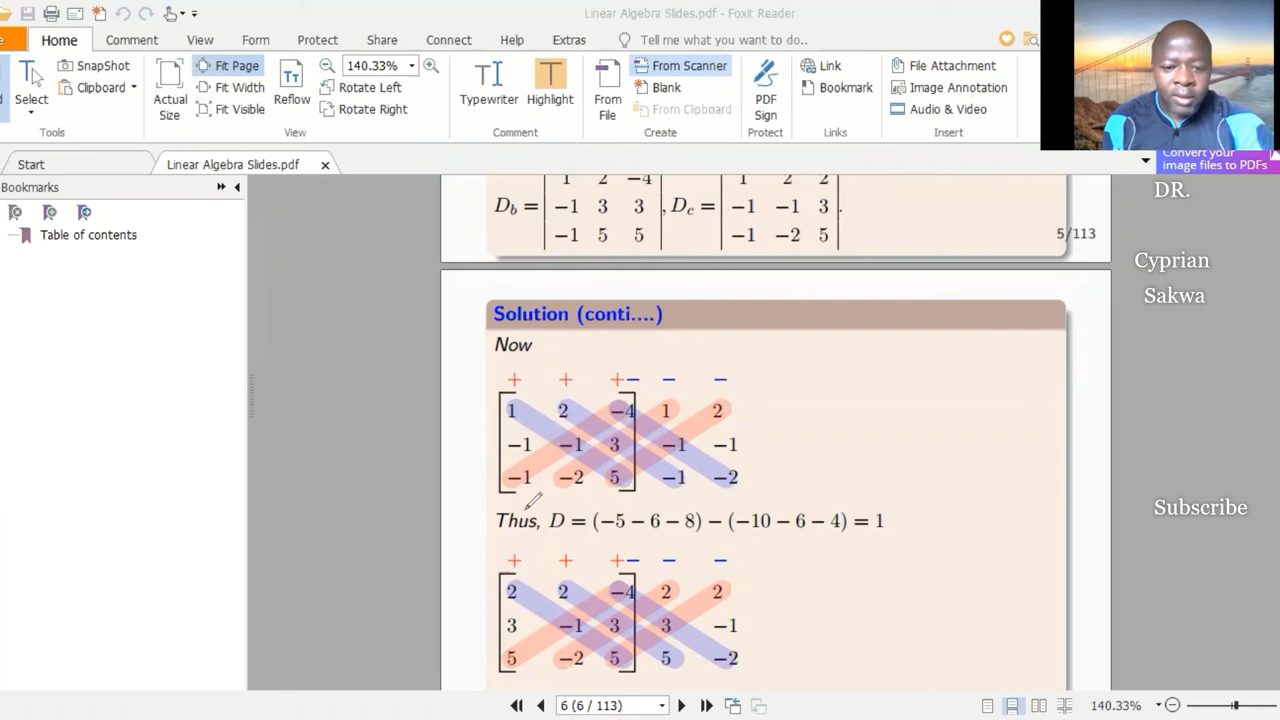 Linear Algebra Slides.pdf - Foxit Reader
Home Comment View Form Protect Share Connect Help Extras Tell me what you want to do..
Select
SnapShot
Clipboard
Tools
Actual Size
Fit Page
Fit Width
Fit Visible
Reflow
140.33%
Rotate Left
Rotate Right
View
Typewriter
Highlight
Comment
From File
From Scanner
Blank
From Clipboard
Create
PDF Sign
Protect
Link
Bookmark
Links
File Attachment
Image Annotation
Audio & Video
Insert
Start
Linear Algebra Slides.pdf
Convert your
image files to PDFs
Bookmarks
Table of contents
1 2 −4 1 2 2
D_b = −1 3 3 , D_c = −1 −1 3 .
−1 5 5 −1 −2 5
5/113
Solution (conti....)
Now
+ + + − − −
1 2 −4 1 2
−1 −1 3 −1 −1
−1 −2 5 −1 −2
Thus, D = (−5 − 6 − 8) − (−10 − 6 − 4) = 1
+ + + − − −
2 2 −4 2 2
3 −1 3 3 −1
5 −2 5 5 −2
DR.
Cyprian
Sakwa
Subscribe
6 (6 / 113)
140.33%